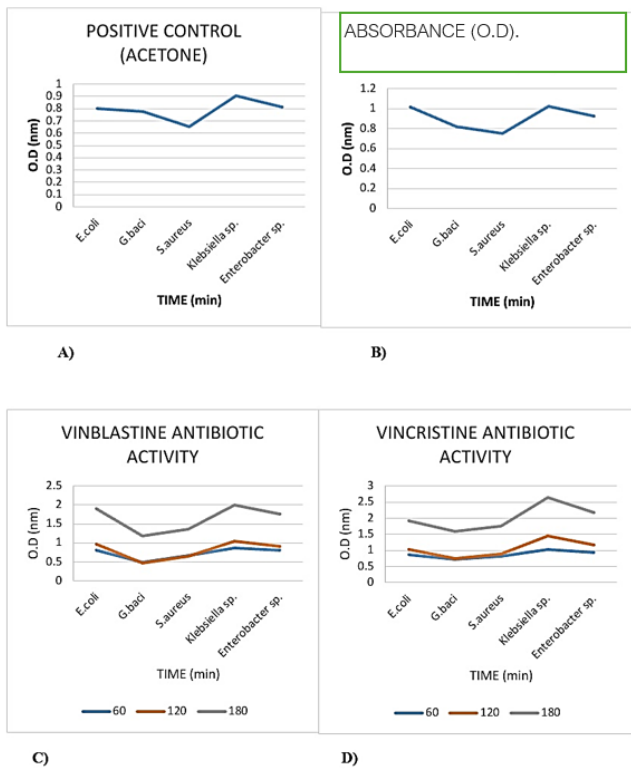 POSITIVE CONTROL
(ACETONE)
1
0.9
0.8
0.7
0.6
0.5
0.4
0.3
0.2
0.1
0
O.D (nm)
E.coli
G.baci
S.aureus
Klebsiella sp.
Enterobacter sp.
TIME (min)
A)
ABSORBANCE (O.D).
1.2
1
0.8
0.6
0.4
0.2
0
O.D (nm)
E.coli
G.baci
S.aureus
Klebsiella sp.
Enterobacter sp.
TIME (min)
B)
VINBLASTINE ANTIBIOTIC
ACTIVITY
2.5
2
1.5
1
0.5
0
O.D (nm)
E.coli
G.baci
S.aureus
Klebsiella sp.
Enterobacter sp.
TIME (min)
60 120 180
C)
VINCRISTINE ANTIBIOTIC
ACTIVITY
3
2.5
2
1.5
1
0.5
0
O.D (nm)
E.coli
G.baci
S.aureus
Klebsiella sp.
Enterobacter sp.
TIME (min)
60 120 180
D)